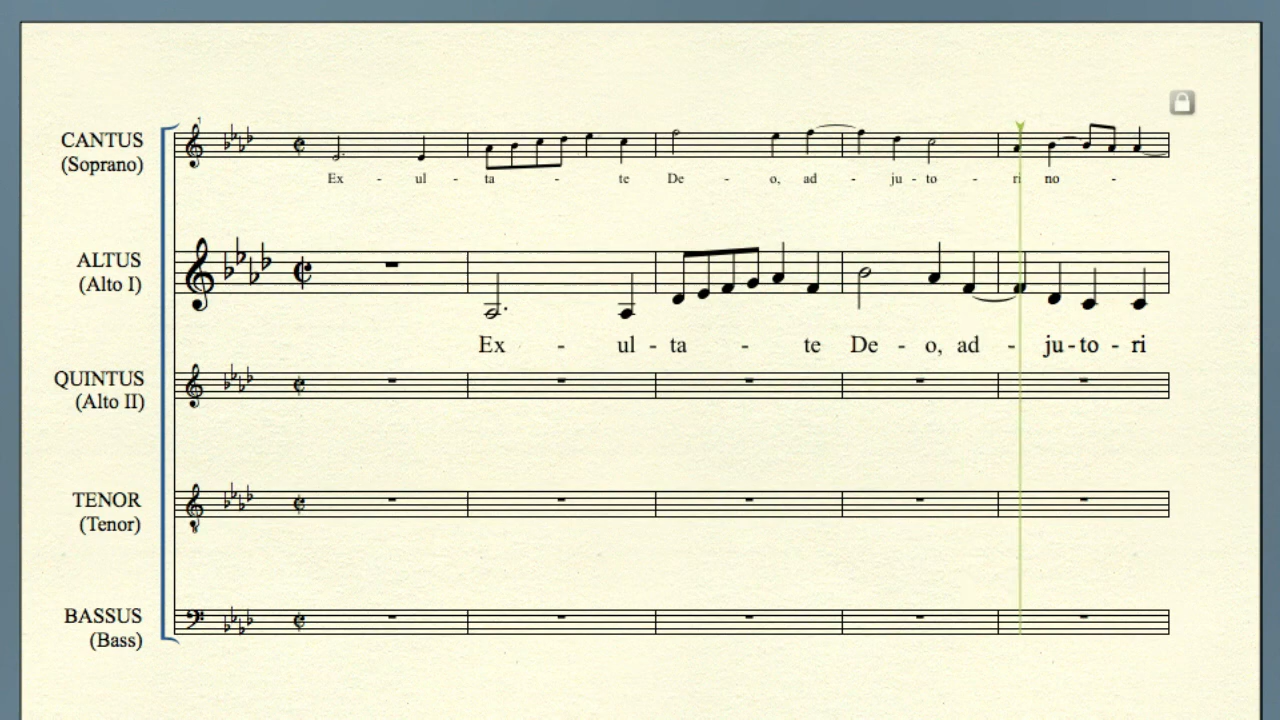 CANTUS
(Soprano)
Ex - ul - ta - te De - o, ad - ju - to - ri no -
ALTUS
(Alto I)
Ex - ul - ta - te De - o, ad - ju - to - ri
QUINTUS
(Alto II)
TENOR
(Tenor)
BASSUS
(Bass)